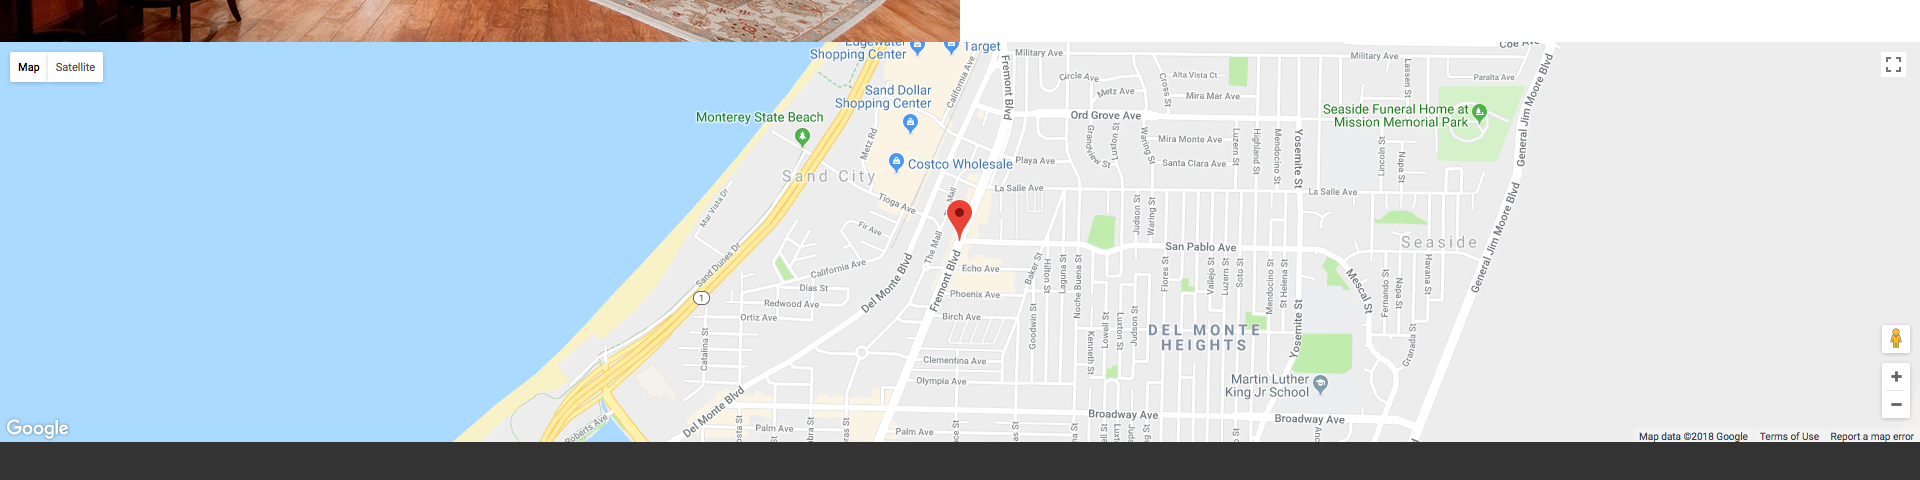 Map
Satellite
Edgewater
Shopping Center
Target
Coe Ave
Military Ave
Military Ave
California Ave
Fremont Blvd
Circle Ave
Metz Ave
Cross St
Alta Vista Ct
Mira Mar Ave
Lassen St
Paralta Ave
General Jim Moore Blvd
Sand Dollar
Shopping Center
Monterey State Beach
Metz Rd
Ord Grove Ave
Seaside Funeral Home at
Mission Memorial Park
Grandview St
Luxton St
Waring St
Mira Monte Ave
Luzern St
Highland St
Mendocino St
Yosemite St
Lincoln St
Napa St
Costco Wholesale
Playa Ave
Santa Clara Ave
Sand City
Mar Vista Dr
Tioga Ave
Mall
La Salle Ave
La Salle Ave
Judson St
Waring St
Fir Ave
The Mall
San Pablo Ave
Seaside
General Jim Moore Blvd
Sand Dunes Dr
California Ave
Del Monte Blvd
Fremont Blvd
Echo Ave
Baker St
Hilton St
Laguna St
Noche Buena St
Flores St
Vallejo St
Luzern St
Soto St
Mendocino St
St Helena St
Mescal St
Fernando St
Napa St
Havana St
1
Dias St
Redwood Ave
Phoenix Ave
Ortiz Ave
Birch Ave
Goodwin St
Kenneth St
Lowell St
Luxton St
Judson St
DEL MONTE
HEIGHTS
Yosemite St
Granada St
Catalina St
Clementina Ave
Olympia Ave
Martin Luther
King Jr School
Del Monte Blvd
Broadway Ave
Broadway Ave
Roberts Ave
Palm Ave
Palm Ave
Google
Map data ©2018 Google
Terms of Use
Report a map error